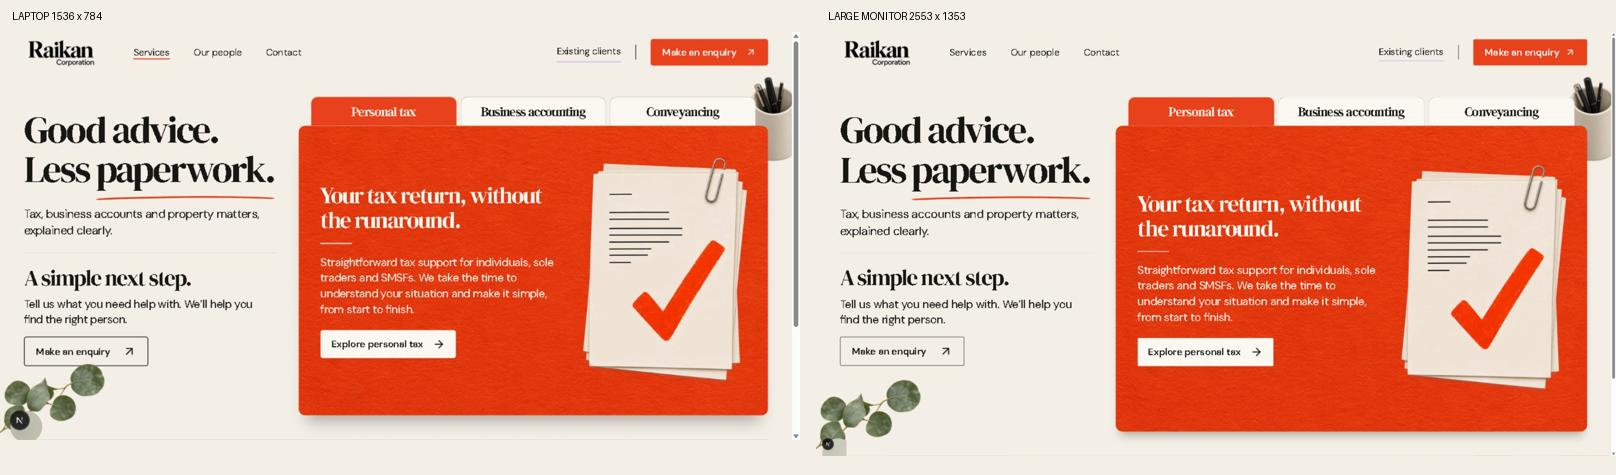 LAPTOP 1536 x 784
Raikan
Corporation
Services
Our people
Contact
Existing clients
Make an enquiry
Personal tax
Business accounting
Conveyancing
Good advice.
Less paperwork.
Tax, business accounts and property matters,
explained clearly.
A simple next step.
Tell us what you need help with. We'll help you
find the right person.
Make an enquiry
Your tax return, without
the runaround.
Straightforward tax support for individuals, sole
traders and SMSFs. We take the time to
understand your situation and make it simple,
from start to finish.
Explore personal tax
N
LARGE MONITOR 2553 x 1353
Raikan
Corporation
Services
Our people
Contact
Existing clients
Make an enquiry
Personal tax
Business accounting
Conveyancing
Good advice.
Less paperwork.
Tax, business accounts and property matters,
explained clearly.
A simple next step.
Tell us what you need help with. We'll help you
find the right person.
Make an enquiry
Your tax return, without
the runaround.
Straightforward tax support for individuals, sole
traders and SMSFs. We take the time to
understand your situation and make it simple,
from start to finish.
Explore personal tax
N